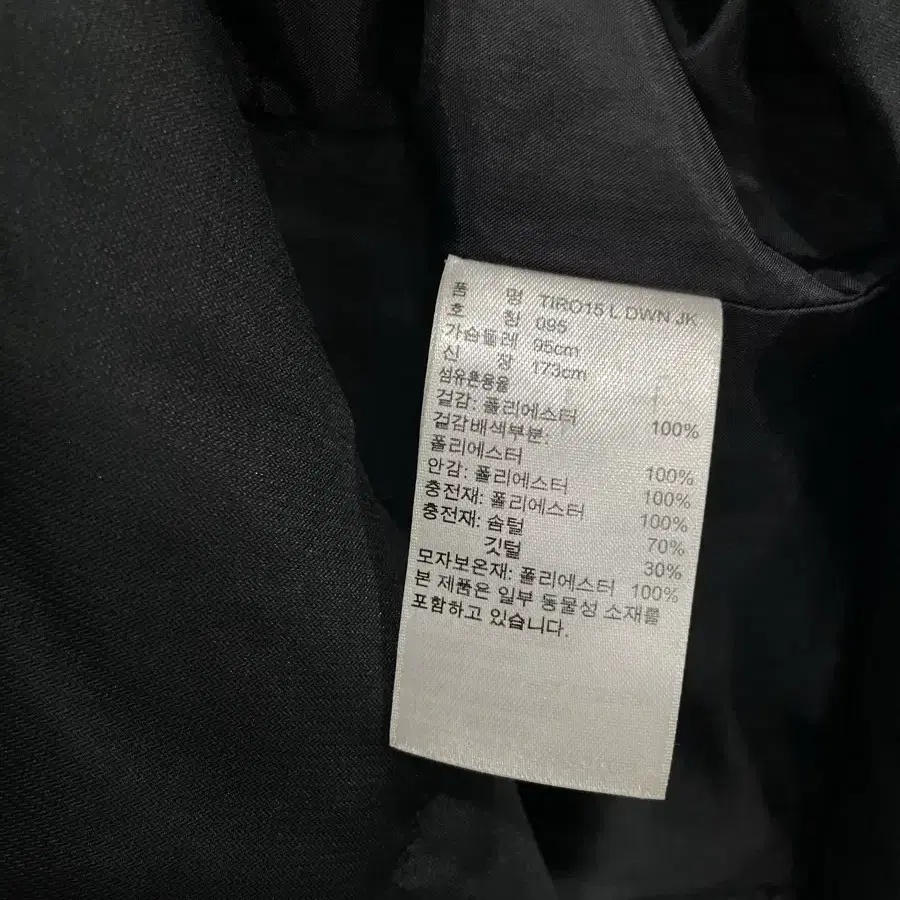 품 명 TIRO15 L DWN JK
호 칭 095
가슴둘레 95cm
신 장 173cm
섬유혼용율
겉감: 폴리에스터 100%
겉감배색부분:
폴리에스터 100%
안감: 폴리에스터 100%
충전재: 폴리에스터 100%
충전재: 솜털 70%
깃털 30%
모자보온재: 폴리에스터 100%
본 제품은 일부 동물성 소재를
포함하고 있습니다.